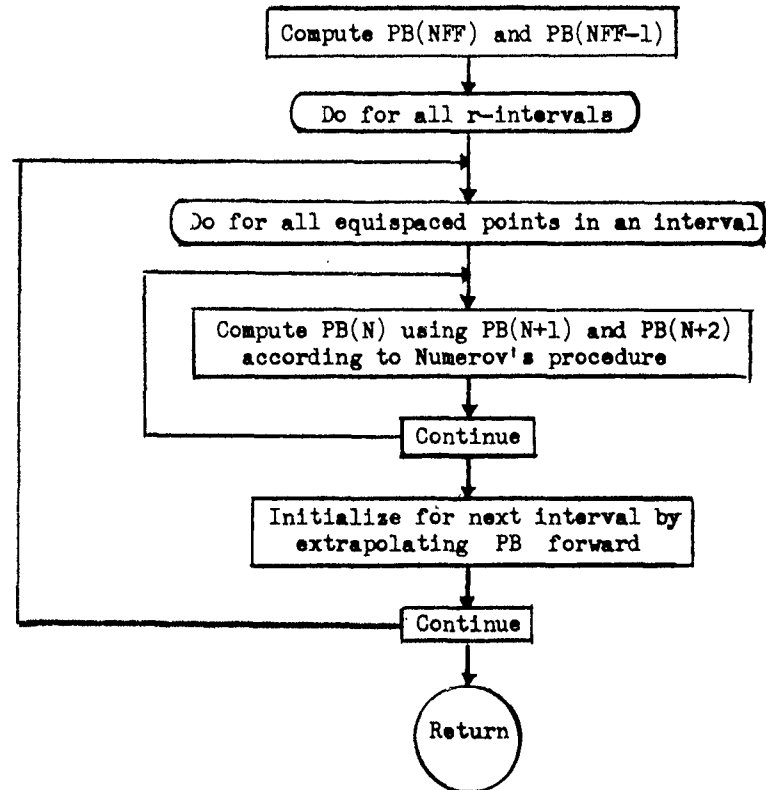 Compute PB(NFF) and PB(NFF-1)
Do for all r-intervals
Do for all equispaced points in an interval
Compute PB(N) using PB(N+1) and PB(N+2)
according to Numerov's procedure
Continue
Initialize for next interval by
extrapolating PB forward
Continue
Return